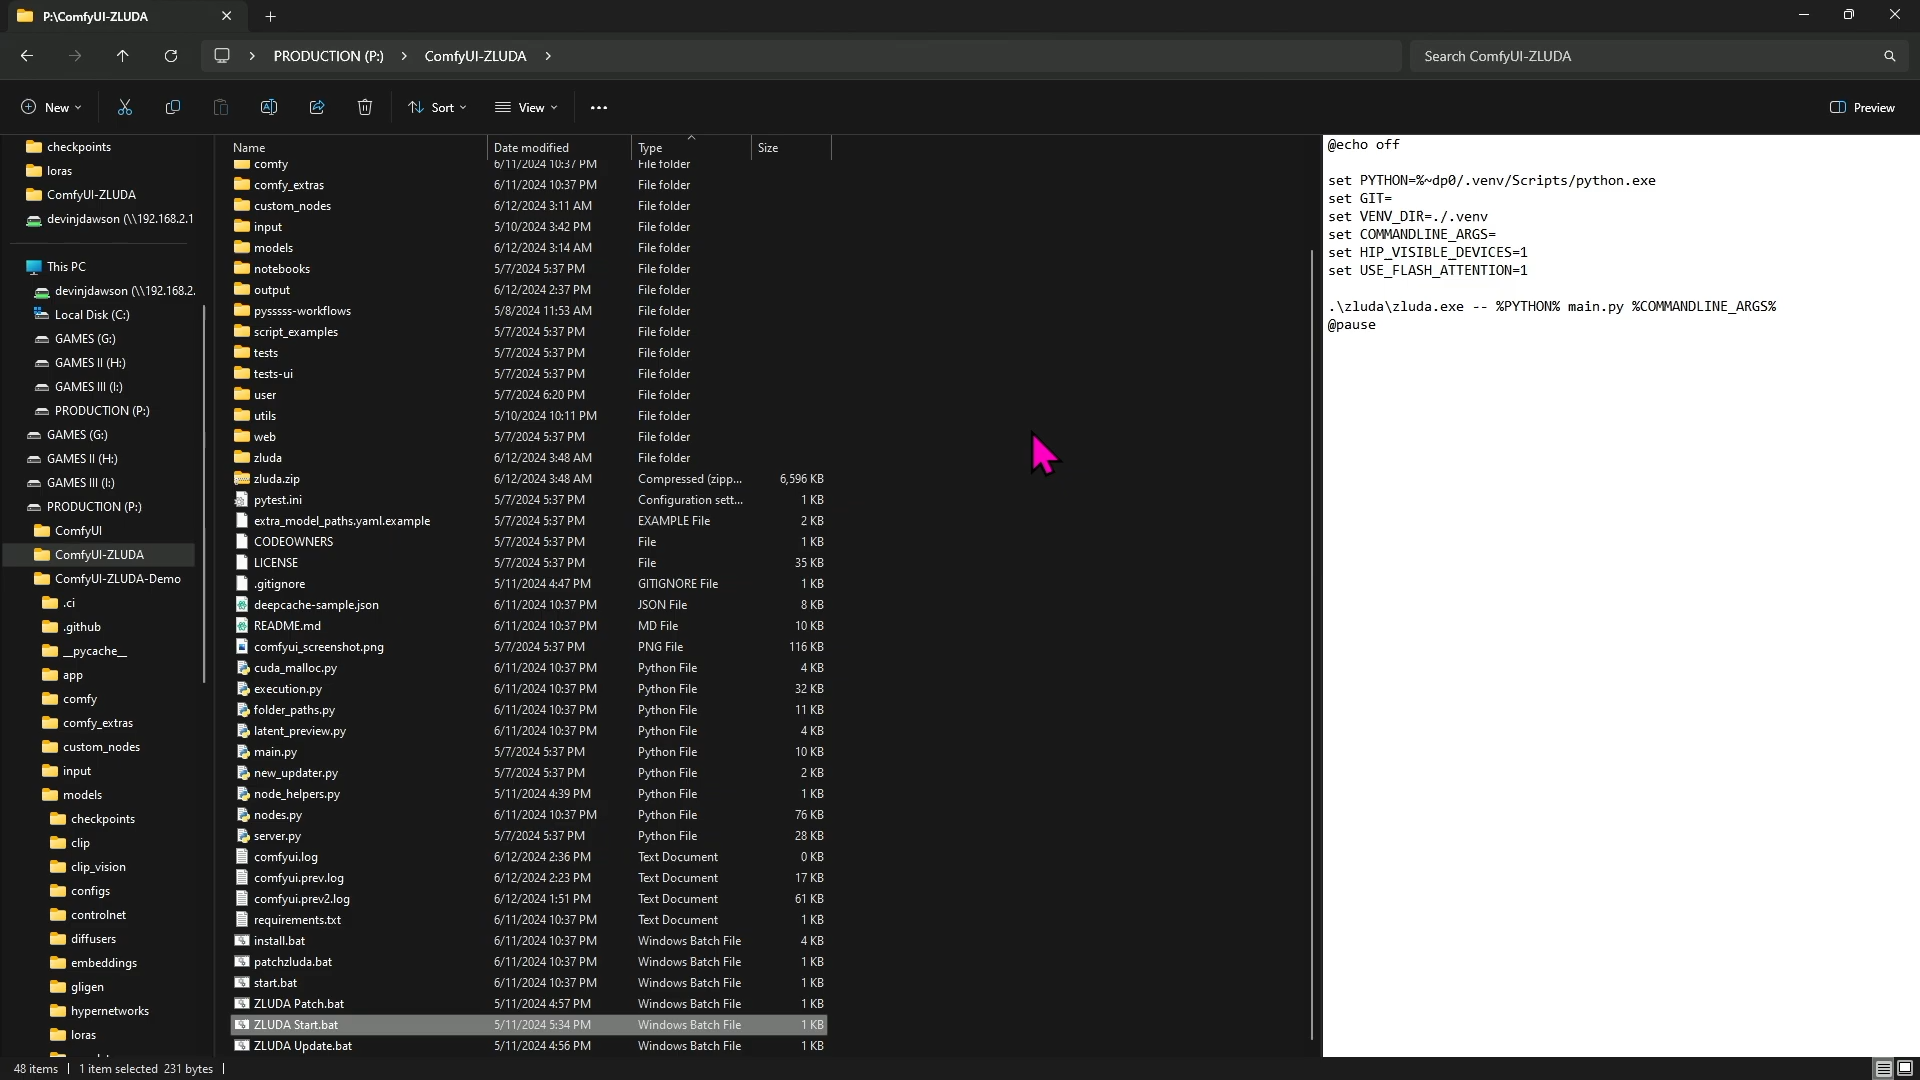 P:\ComfyUI-ZLUDA
PRODUCTION (P:) ComfyUI-ZLUDA
Search ComfyUI-ZLUDA
New Sort View Preview
checkpoints
loras
ComfyUI-ZLUDA
devinjdawson (\\192.168.2.1
This PC
devinjdawson (\\192.168.2.
Local Disk (C:)
GAMES (G:)
GAMES II (H:)
GAMES III (I:)
PRODUCTION (P:)
GAMES (G:)
GAMES II (H:)
GAMES III (I:)
PRODUCTION (P:)
ComfyUI
ComfyUI-ZLUDA
ComfyUI-ZLUDA-Demo
.ci
.github
__pycache__
app
comfy
comfy_extras
custom_nodes
input
models
checkpoints
clip
clip_vision
configs
controlnet
diffusers
embeddings
gligen
hypernetworks
loras
Name Date modified Type Size
comfy 6/11/2024 10:37 PM File folder
comfy_extras 6/11/2024 10:37 PM File folder
custom_nodes 6/12/2024 3:11 AM File folder
input 5/10/2024 3:42 PM File folder
models 6/12/2024 3:14 AM File folder
notebooks 5/7/2024 5:37 PM File folder
output 6/12/2024 2:37 PM File folder
pysssss-workflows 5/8/2024 11:53 AM File folder
script_examples 5/7/2024 5:37 PM File folder
tests 5/7/2024 5:37 PM File folder
tests-ui 5/7/2024 5:37 PM File folder
user 5/7/2024 6:20 PM File folder
utils 5/10/2024 10:11 PM File folder
web 5/7/2024 5:37 PM File folder
zluda 6/12/2024 3:48 AM File folder
zluda.zip 6/12/2024 3:48 AM Compressed (zipp... 6,596 KB
pytest.ini 5/7/2024 5:37 PM Configuration sett... 1 KB
extra_model_paths.yaml.example 5/7/2024 5:37 PM EXAMPLE File 2 KB
CODEOWNERS 5/7/2024 5:37 PM File 1 KB
LICENSE 5/7/2024 5:37 PM File 35 KB
.gitignore 5/11/2024 4:47 PM GITIGNORE File 1 KB
deepcache-sample.json 6/11/2024 10:37 PM JSON File 8 KB
README.md 6/11/2024 10:37 PM MD File 10 KB
comfyui_screenshot.png 5/7/2024 5:37 PM PNG File 116 KB
cuda_malloc.py 6/11/2024 10:37 PM Python File 4 KB
execution.py 6/11/2024 10:37 PM Python File 32 KB
folder_paths.py 6/11/2024 10:37 PM Python File 11 KB
latent_preview.py 6/11/2024 10:37 PM Python File 4 KB
main.py 5/7/2024 5:37 PM Python File 10 KB
new_updater.py 5/7/2024 5:37 PM Python File 2 KB
node_helpers.py 5/11/2024 4:39 PM Python File 1 KB
nodes.py 6/11/2024 10:37 PM Python File 76 KB
server.py 5/7/2024 5:37 PM Python File 28 KB
comfyui.log 6/12/2024 2:36 PM Text Document 0 KB
comfyui.prev.log 6/12/2024 2:23 PM Text Document 17 KB
comfyui.prev2.log 6/12/2024 1:51 PM Text Document 61 KB
requirements.txt 6/11/2024 10:37 PM Text Document 1 KB
install.bat 6/11/2024 10:37 PM Windows Batch File 4 KB
patchzluda.bat 6/11/2024 10:37 PM Windows Batch File 1 KB
start.bat 6/11/2024 10:37 PM Windows Batch File 1 KB
ZLUDA Patch.bat 5/11/2024 4:57 PM Windows Batch File 1 KB
ZLUDA Start.bat 5/11/2024 5:34 PM Windows Batch File 1 KB
ZLUDA Update.bat 5/11/2024 4:56 PM Windows Batch File 1 KB
@echo off
set PYTHON=%~dp0/.venv/Scripts/python.exe
set GIT=
set VENV_DIR=./.venv
set COMMANDLINE_ARGS=
set HIP_VISIBLE_DEVICES=1
set USE_FLASH_ATTENTION=1
.\zluda\zluda.exe -- %PYTHON% main.py %COMMANDLINE_ARGS%
@pause
48 items 1 item selected 231 bytes